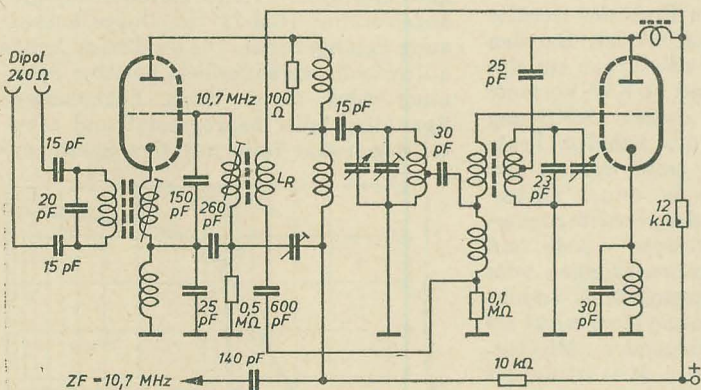 Dipol
240 Ω
15 pF
20
pF
15 pF
150
pF
25
pF
10,7 MHz
260
pF
0,5
MΩ
LR
600
pF
100
Ω
15 pF
30
pF
25
pF
22
pF
0,1
MΩ
30
pF
12
kΩ
140 pF
10 kΩ
+
ZF = 10,7 MHz